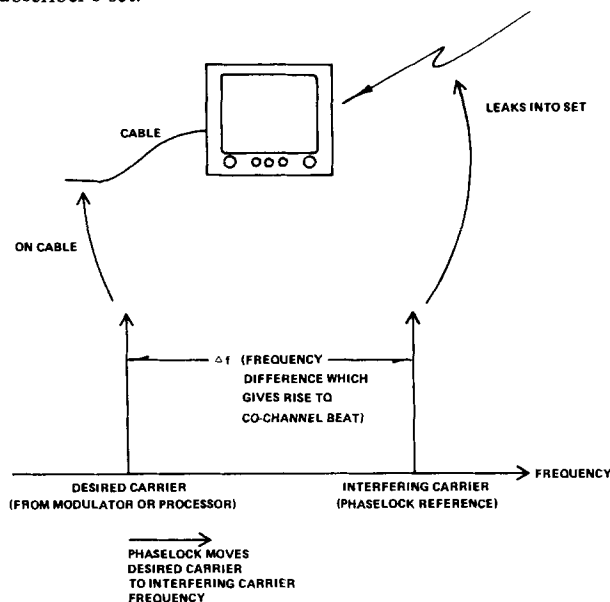 CABLE
LEAKS INTO SET
ON CABLE
Δf (FREQUENCY
DIFFERENCE WHICH
GIVES RISE TO
CO-CHANNEL BEAT)
FREQUENCY
DESIRED CARRIER
(FROM MODULATOR OR PROCESSOR)
INTERFERING CARRIER
(PHASELOCK REFERENCE)
PHASELOCK MOVES
DESIRED CARRIER
TO INTERFERING CARRIER
FREQUENCY